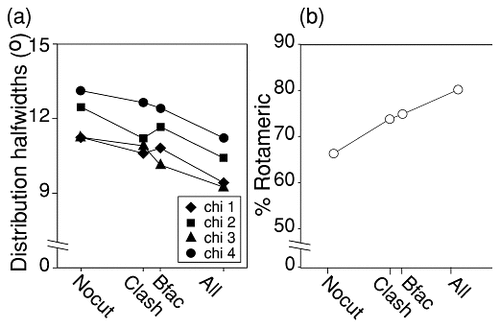 (a)
Distribution halfwidths (º)
15
12
9
0
chi 1
chi 2
chi 3
chi 4
Nocut
Clash
Bfac
All
(b)
% Rotameric
90
80
70
60
50
0
Nocut
Clash
Bfac
All